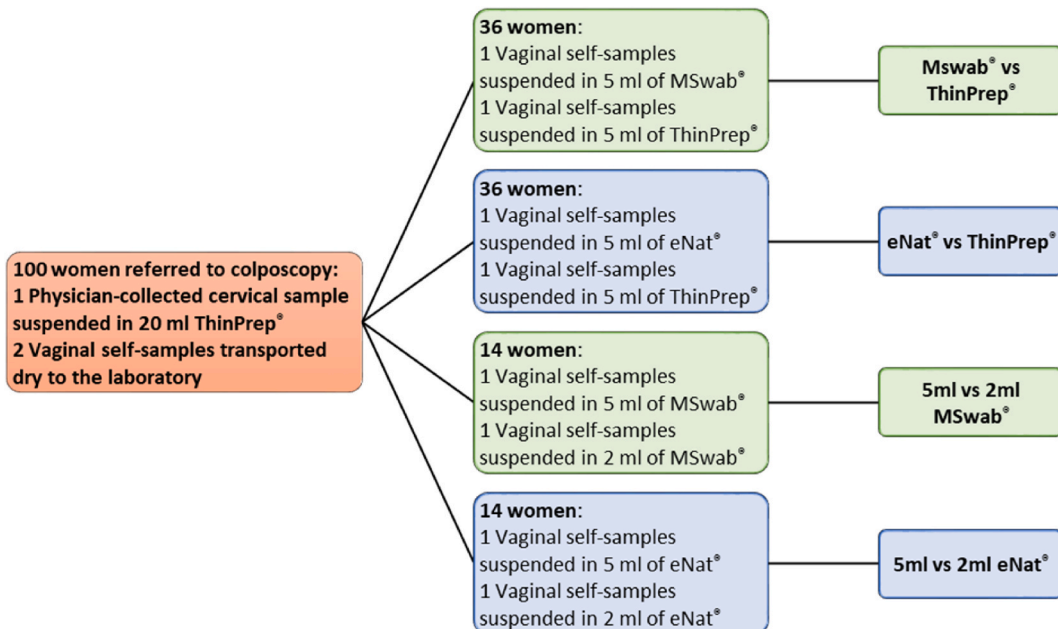 100 women referred to colposcopy:
1 Physician-collected cervical sample
suspended in 20 ml ThinPrep®
2 Vaginal self-samples transported
dry to the laboratory
36 women:
1 Vaginal self-samples
suspended in 5 ml of MSwab®
1 Vaginal self-samples
suspended in 5 ml of ThinPrep®
Mswab® vs
ThinPrep®
36 women:
1 Vaginal self-samples
suspended in 5 ml of eNat®
1 Vaginal self-samples
suspended in 5 ml of ThinPrep®
eNat® vs ThinPrep®
14 women:
1 Vaginal self-samples
suspended in 5 ml of MSwab®
1 Vaginal self-samples
suspended in 2 ml of MSwab®
5ml vs 2ml
MSwab®
14 women:
1 Vaginal self-samples
suspended in 5 ml of eNat®
1 Vaginal self-samples
suspended in 2 ml of eNat®
5ml vs 2ml eNat®